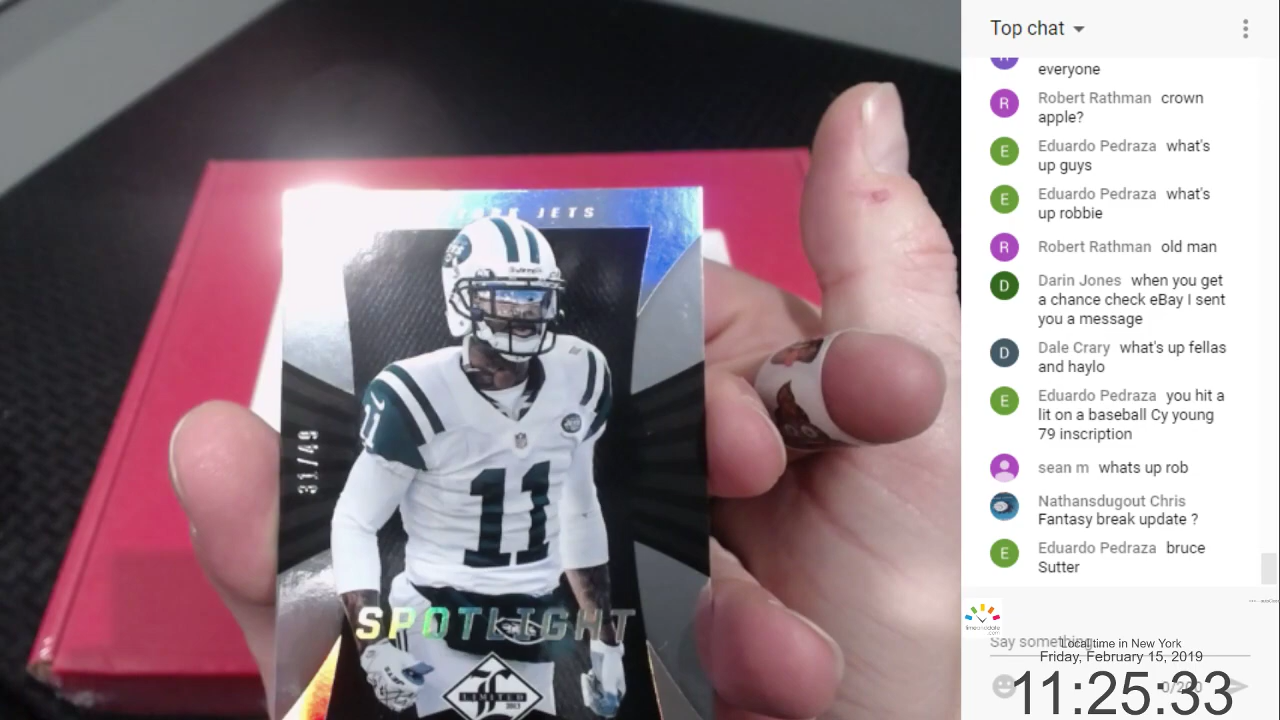 JETS
11
31/49
11
SPOTLIGHT
LIMITED
Top chat
everyone
Robert Rathman crown
apple?
Eduardo Pedraza what's
up guys
Eduardo Pedraza what's
up robbie
Robert Rathman old man
Darin Jones when you get
a chance check eBay I sent
you a message
Dale Crary what's up fellas
and haylo
Eduardo Pedraza you hit a
lit on a baseball Cy young
79 inscription
sean m whats up rob
Nathansdugout Chris
Fantasy break update ?
Eduardo Pedraza bruce
Sutter
Say something...
Local time in New York
Friday, February 15, 2019
11:25:33